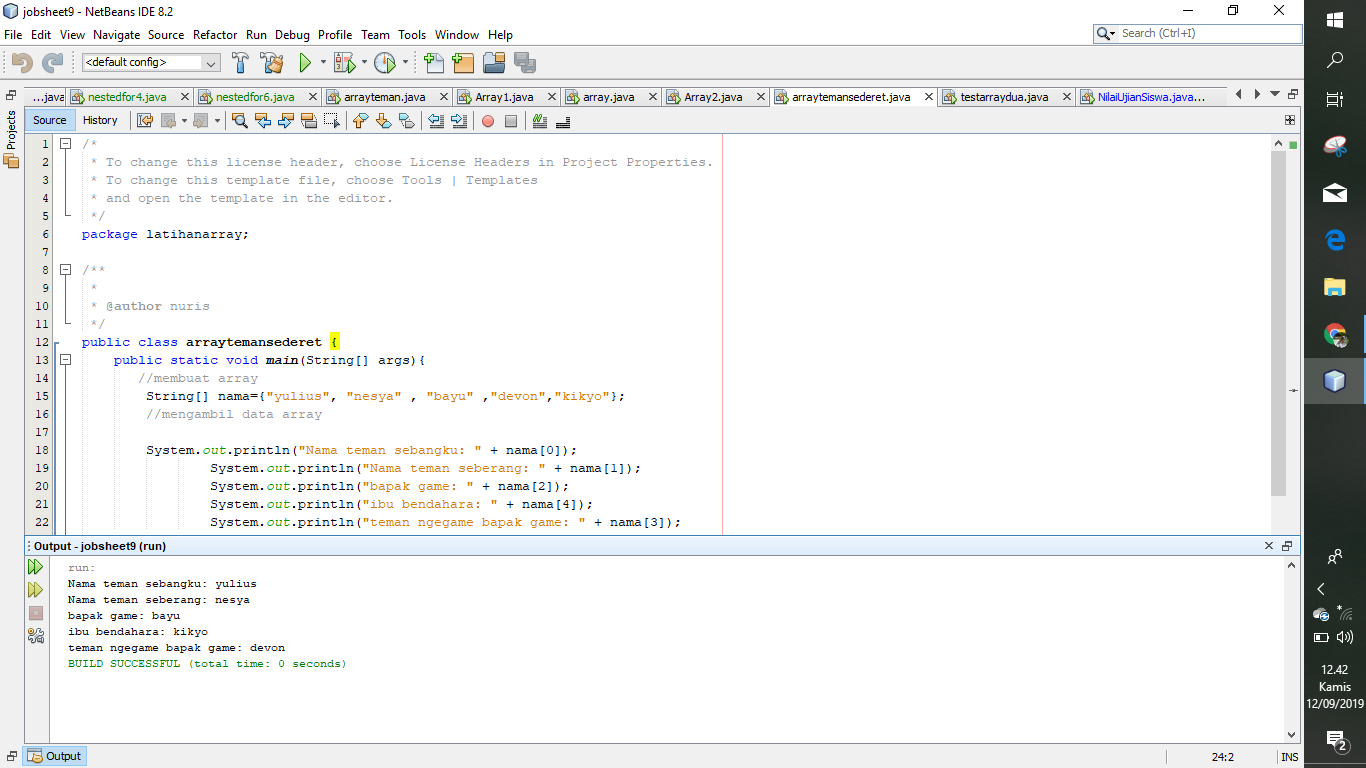 jobsheet9 - NetBeans IDE 8.2
File Edit View Navigate Source Refactor Run Debug Profile Team Tools Window Help
Search (Ctrl+I)
<default config>
...java nestedfor4.java nestedfor6.java arrayteman.java Array1.java array.java Array2.java arraytemansederet.java testarraydua.java NilaiUjianSiswa.java...
Projects
Source History
1 /*
2 * To change this license header, choose License Headers in Project Properties.
3 * To change this template file, choose Tools | Templates
4 * and open the template in the editor.
5 */
6 package latihanarray;
7
8 /**
9 *
10 * @author nuris
11 */
12 public class arraytemansederet {
13 public static void main(String[] args){
14 //membuat array
15 String[] nama={"yulius", "nesya" , "bayu" ,"devon","kikyo"};
16 //mengambil data array
17
18 System.out.println("Nama teman sebangku: " + nama[0]);
19 System.out.println("Nama teman seberang: " + nama[1]);
20 System.out.println("bapak game: " + nama[2]);
21 System.out.println("ibu bendahara: " + nama[4]);
22 System.out.println("teman ngegame bapak game: " + nama[3]);
Output - jobsheet9 (run)
run:
Nama teman sebangku: yulius
Nama teman seberang: nesya
bapak game: bayu
ibu bendahara: kikyo
teman ngegame bapak game: devon
BUILD SUCCESSFUL (total time: 0 seconds)
Output
24:2 INS
12.42
Kamis
12/09/2019
2